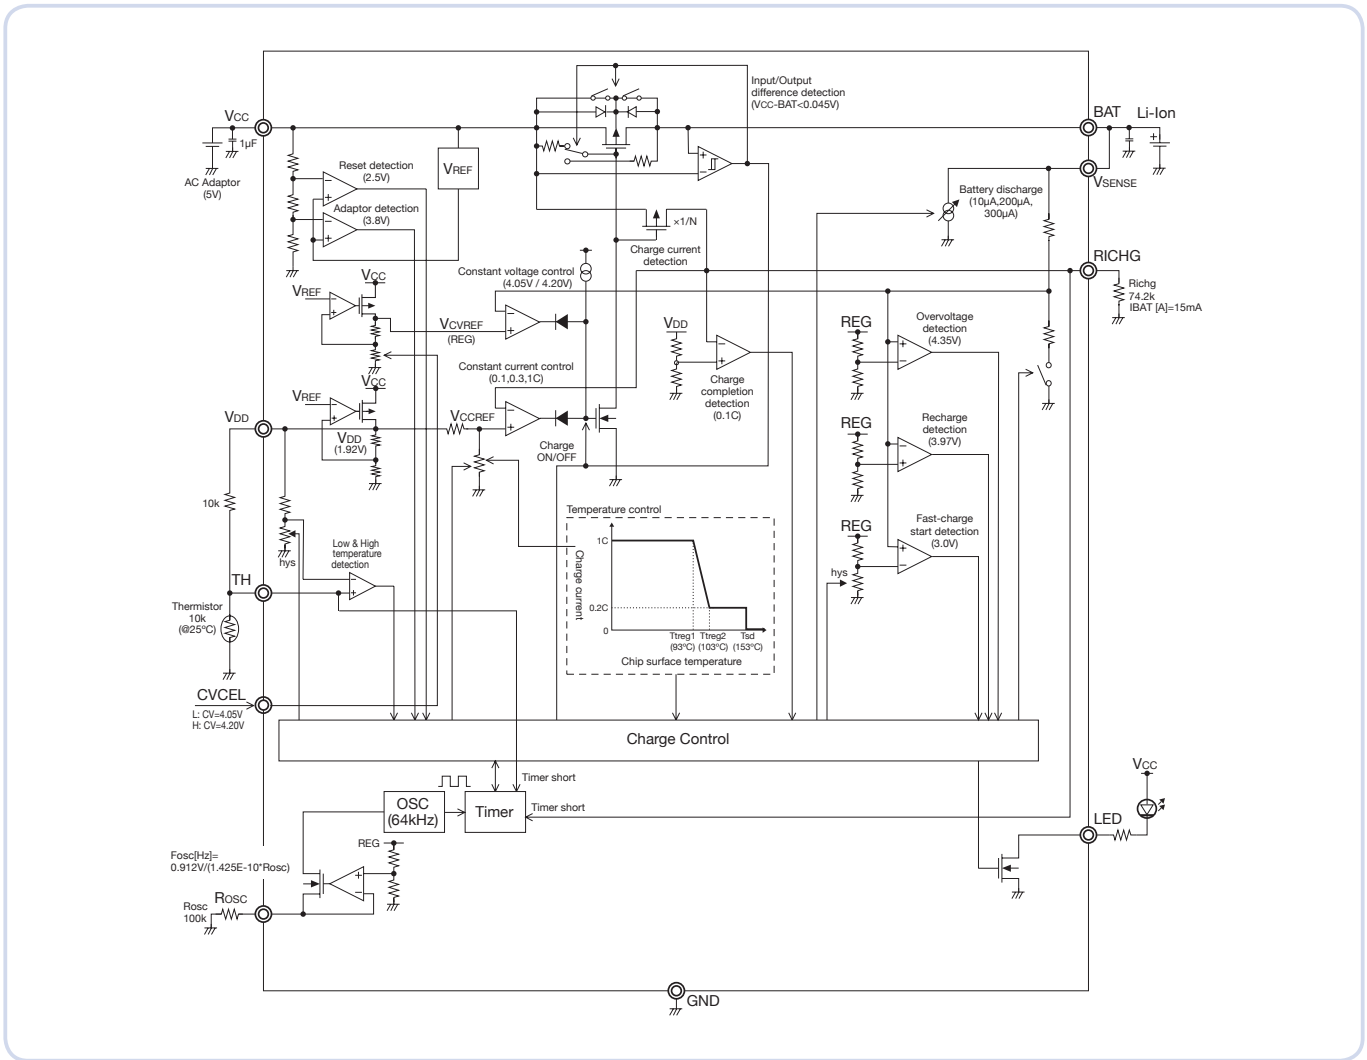 Input/Output
difference detection
(VCC-BAT<0.045V)
VCC
1µF
AC Adaptor
(5V)
BAT
Li-Ion
Reset detection
(2.5V)
VREF
Adaptor detection
(3.8V)
×1/N
Charge current
detection
Battery discharge
(10µA,200µA,
300µA)
VSENSE
RICHG
Richg
74.2k
IBAT [A]=15mA
VCC
VREF
Constant voltage control
(4.05V / 4.20V)
VCVREF
(REG)
VDD
REG
Overvoltage
detection
(4.35V)
Constant current control
(0.1,0.3,1C)
Charge
completion
detection
(0.1C)
VCC
VREF
VDD
VDD
(1.92V)
VCCREF
Charge
ON/OFF
REG
Recharge
detection
(3.97V)
10k
hys
Low & High
temperature
detection
TH
Thermistor
10k
(@25°C)
Temperature control
1C
Charge current
0.2C
0
Ttreg1
(93°C)
Ttreg2
(103°C)
Tsd
(153°C)
Chip surface temperature
REG
Fast-charge
start detection
(3.0V)
hys
CVCEL
L: CV=4.05V
H: CV=4.20V
Charge Control
Timer short
OSC
(64kHz)
Timer
Timer short
VCC
LED
REG
Fosc[Hz]=
0.912V/(1.425E-10*Rosc)
ROSC
Rosc
100k
GND